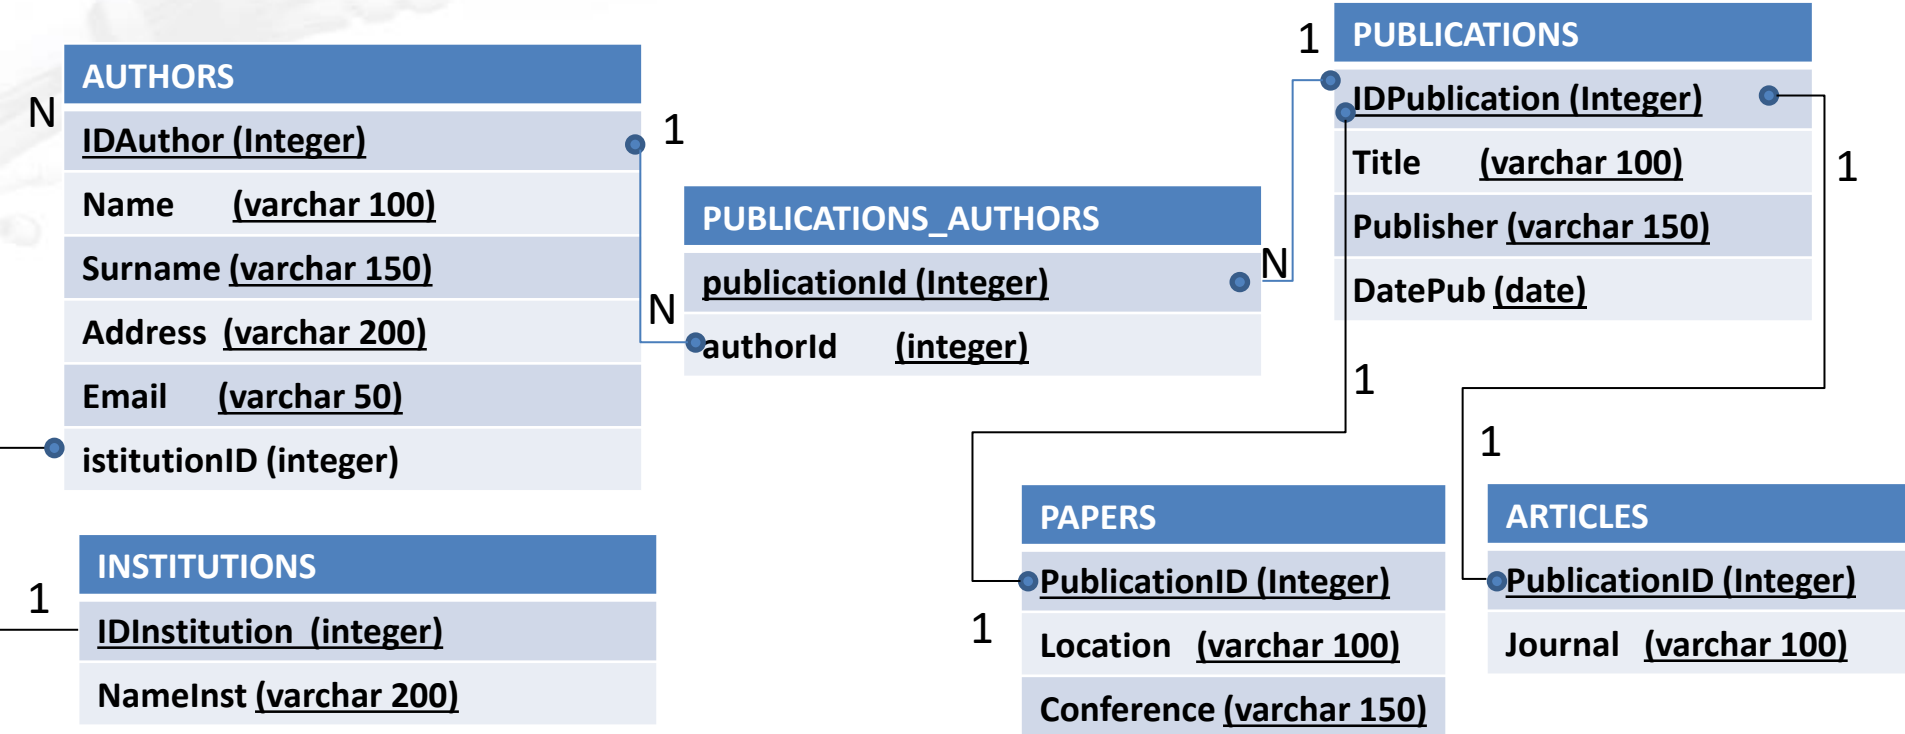 AUTHORS
N
IDAuthor (Integer)
1
Name (varchar 100)
Surname (varchar 150)
Address (varchar 200)
Email (varchar 50)
istitutionID (integer)
INSTITUTIONS
1
IDInstitution (integer)
NameInst (varchar 200)
PUBLICATIONS_AUTHORS
publicationId (Integer)
N
N
authorId (integer)
1
PUBLICATIONS
IDPublication (Integer)
Title (varchar 100)
1
Publisher (varchar 150)
DatePub (date)
1
PAPERS
PublicationID (Integer)
1
Location (varchar 100)
Conference (varchar 150)
1
ARTICLES
PublicationID (Integer)
Journal (varchar 100)